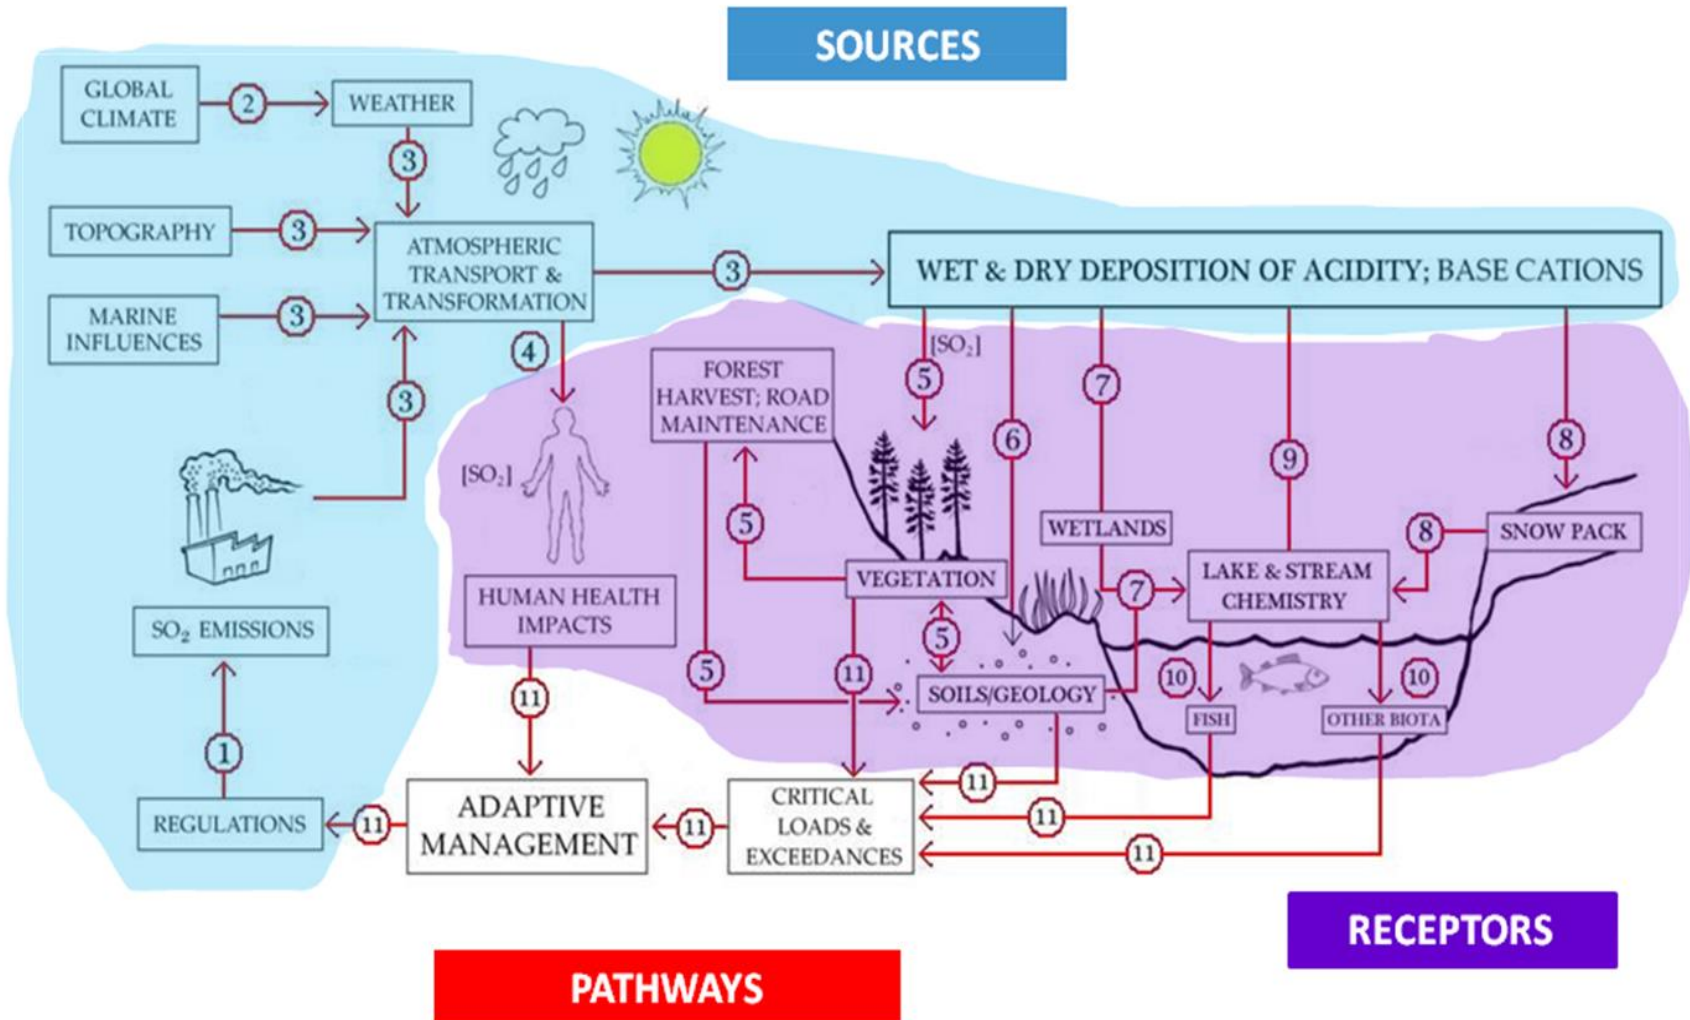 SOURCES
GLOBAL
CLIMATE
2
WEATHER
3
TOPOGRAPHY
3
MARINE
INFLUENCES
3
ATMOSPHERIC
TRANSPORT &
TRANSFORMATION
3
WET & DRY DEPOSITION OF ACIDITY; BASE CATIONS
3
4
[SO₂]
HUMAN HEALTH
IMPACTS
FOREST
HARVEST; ROAD
MAINTENANCE
[SO₂]
5
6
7
9
8
5
WETLANDS
8
SNOW PACK
VEGETATION
7
LAKE & STREAM
CHEMISTRY
SO₂ EMISSIONS
5
5
11
11
SOILS/GEOLOGY
10
10
FISH
OTHER BIOTA
1
REGULATIONS
11
ADAPTIVE
MANAGEMENT
11
CRITICAL
LOADS &
EXCEEDANCES
11
11
11
RECEPTORS
PATHWAYS